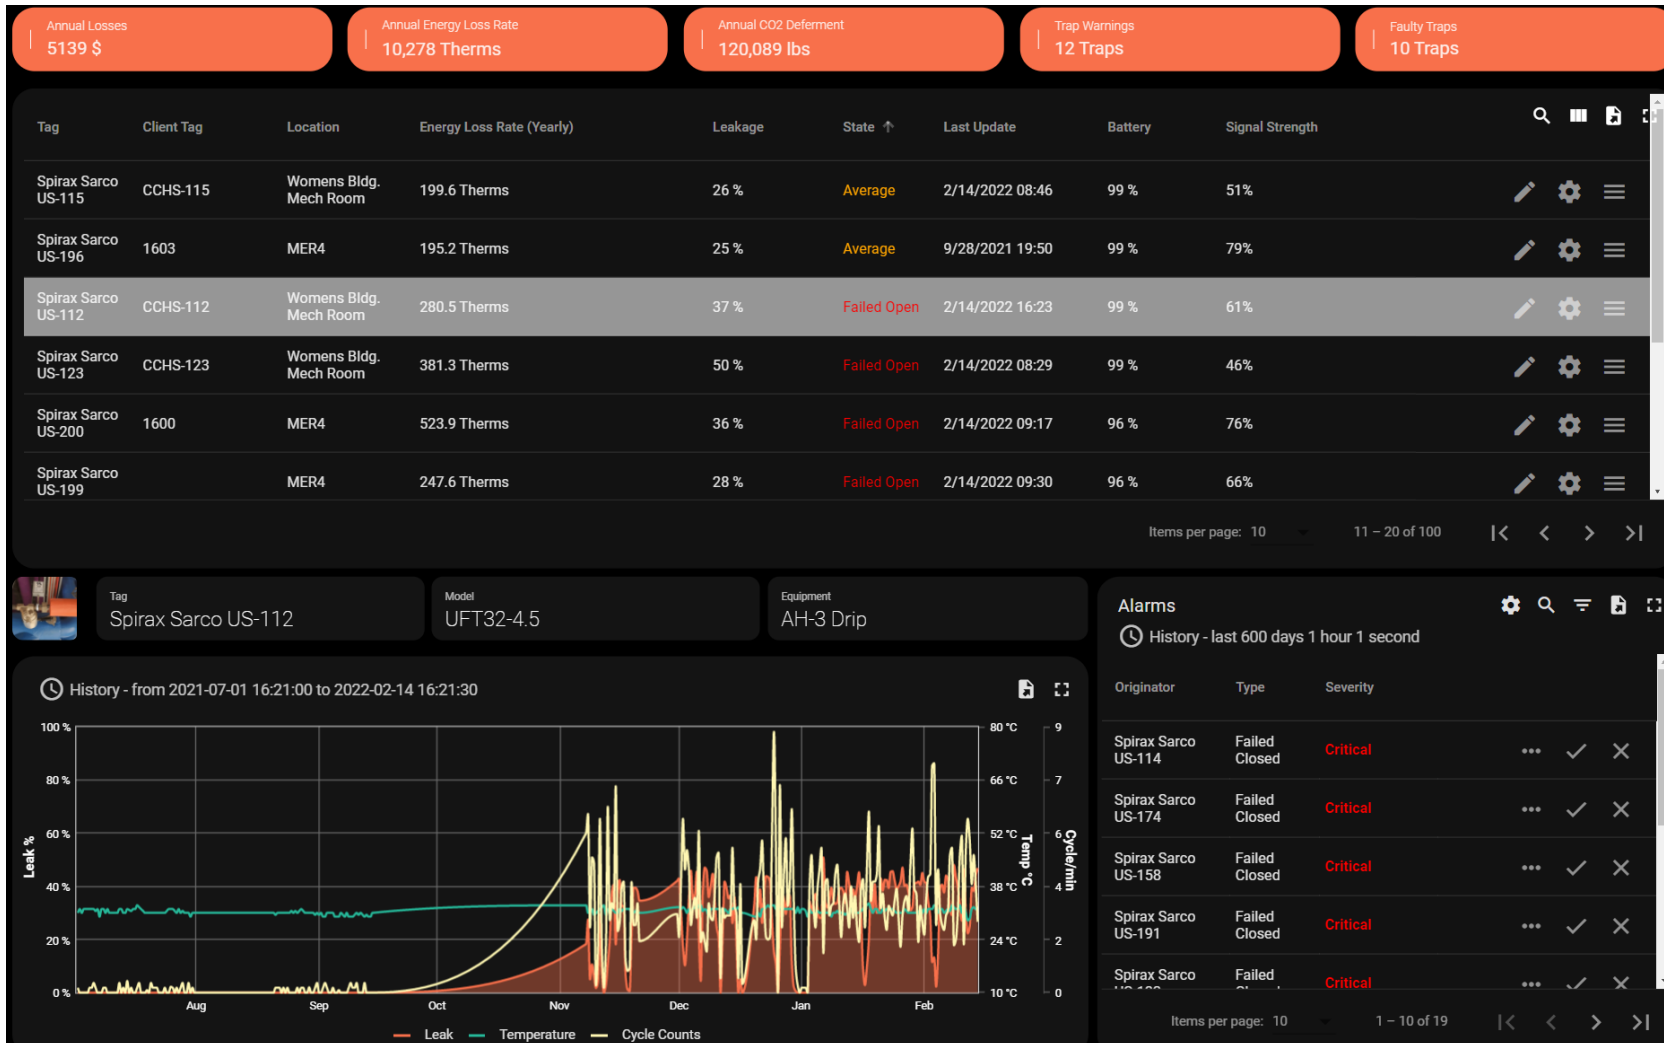 Annual Losses
5139 $
Annual Energy Loss Rate
10,278 Therms
Annual CO2 Deferment
120,089 lbs
Trap Warnings
12 Traps
Faulty Traps
10 Traps
Tag Client Tag Location Energy Loss Rate (Yearly) Leakage State Last Update Battery Signal Strength
Spirax Sarco US-115 CCHS-115 Womens Bldg. Mech Room 199.6 Therms 26 % Average 2/14/2022 08:46 99 % 51%
Spirax Sarco US-196 1603 MER4 195.2 Therms 25 % Average 9/28/2021 19:50 99 % 79%
Spirax Sarco US-112 CCHS-112 Womens Bldg. Mech Room 280.5 Therms 37 % Failed Open 2/14/2022 16:23 99 % 61%
Spirax Sarco US-123 CCHS-123 Womens Bldg. Mech Room 381.3 Therms 50 % Failed Open 2/14/2022 08:29 99 % 46%
Spirax Sarco US-200 1600 MER4 523.9 Therms 36 % Failed Open 2/14/2022 09:17 96 % 76%
Spirax Sarco US-199 MER4 247.6 Therms 28 % Failed Open 2/14/2022 09:30 96 % 66%
Items per page: 10 11 – 20 of 100
Tag
Spirax Sarco US-112
Model
UFT32-4.5
Equipment
AH-3 Drip
History - from 2021-07-01 16:21:00 to 2022-02-14 16:21:30
100 %
80 %
60 %
40 %
20 %
0 %
Leak %
80 °C
66 °C
52 °C
38 °C
24 °C
10 °C
Temp °C
9
7
6
4
2
0
Cycle/min
Aug Sep Oct Nov Dec Jan Feb
Leak Temperature Cycle Counts
Alarms
History - last 600 days 1 hour 1 second
Originator Type Severity
Spirax Sarco US-114 Failed Closed Critical
Spirax Sarco US-174 Failed Closed Critical
Spirax Sarco US-158 Failed Closed Critical
Spirax Sarco US-191 Failed Closed Critical
Spirax Sarco Failed Critical
Items per page: 10 1 – 10 of 19